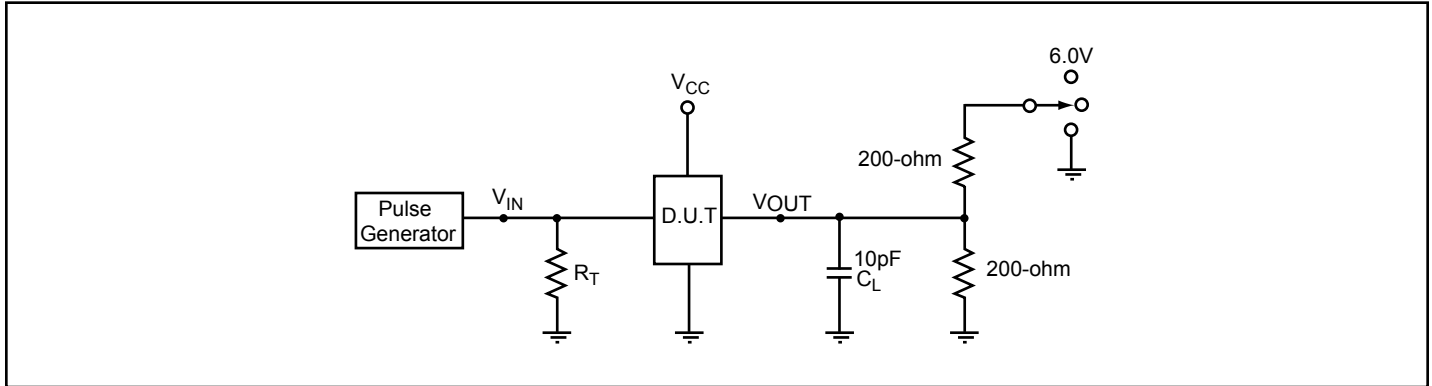 6.0V
VCC
200-ohm
Pulse
Generator
VIN
D.U.T
VOUT
RT
10pF
CL
200-ohm